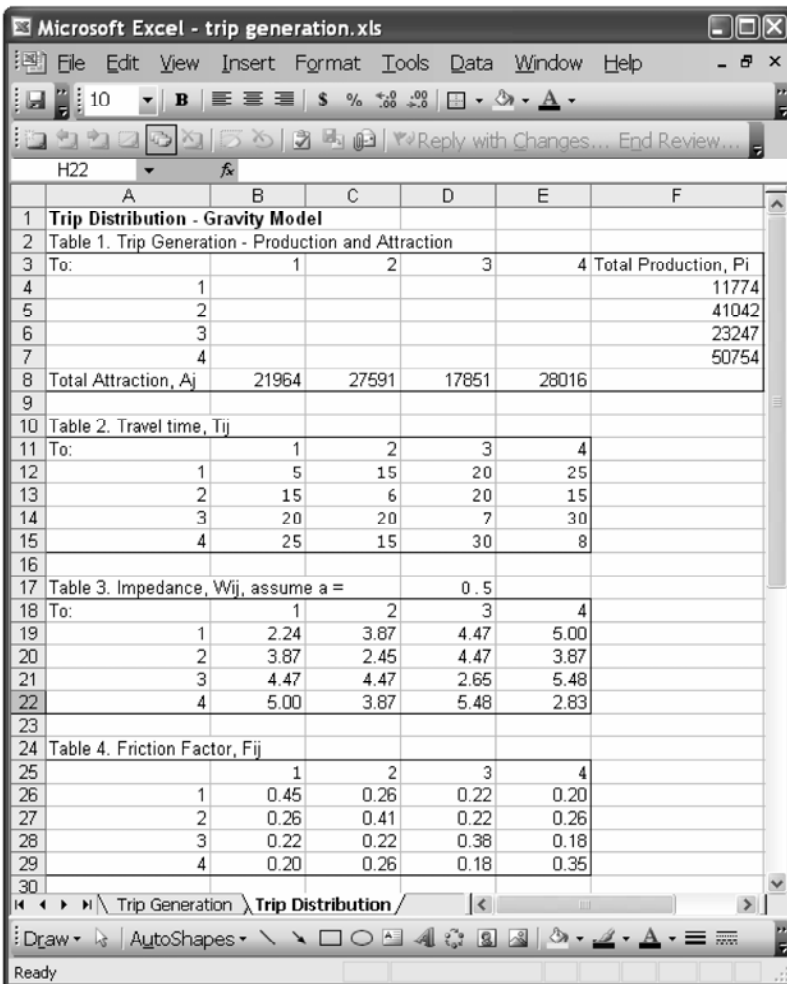 Microsoft Excel - trip generation.xls
File Edit View Insert Format Tools Data Window Help
10 B $ % A
Reply with Changes... End Review...
H22 fx
A B C D E F
1 Trip Distribution - Gravity Model
2 Table 1. Trip Generation - Production and Attraction
3 To: 1 2 3 4 Total Production, Pi
4 1 11774
5 2 41042
6 3 23247
7 4 50754
8 Total Attraction, Aj 21964 27591 17851 28016
9
10 Table 2. Travel time, Tij
11 To: 1 2 3 4
12 1 5 15 20 25
13 2 15 6 20 15
14 3 20 20 7 30
15 4 25 15 30 8
16
17 Table 3. Impedance, Wij, assume a = 0.5
18 To: 1 2 3 4
19 1 2.24 3.87 4.47 5.00
20 2 3.87 2.45 4.47 3.87
21 3 4.47 4.47 2.65 5.48
22 4 5.00 3.87 5.48 2.83
23
24 Table 4. Friction Factor, Fij
25 1 2 3 4
26 1 0.45 0.26 0.22 0.20
27 2 0.26 0.41 0.22 0.26
28 3 0.22 0.22 0.38 0.18
29 4 0.20 0.26 0.18 0.35
30
Trip Generation Trip Distribution
Draw AutoShapes A
Ready